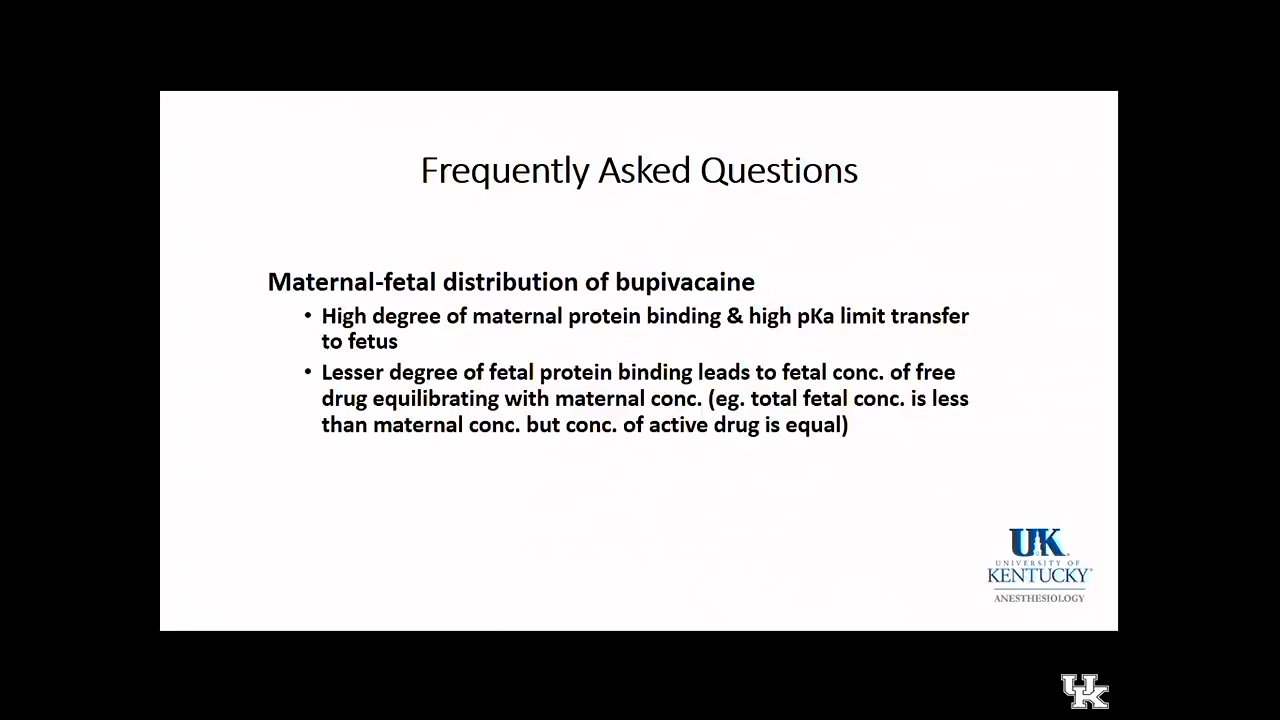 Frequently Asked Questions
Maternal-fetal distribution of bupivacaine
• High degree of maternal protein binding & high pKa limit transfer
to fetus
• Lesser degree of fetal protein binding leads to fetal conc. of free
drug equilibrating with maternal conc. (eg. total fetal conc. is less
than maternal conc. but conc. of active drug is equal)
UK
UNIVERSITY OF
KENTUCKY®
ANESTHESIOLOGY
UK